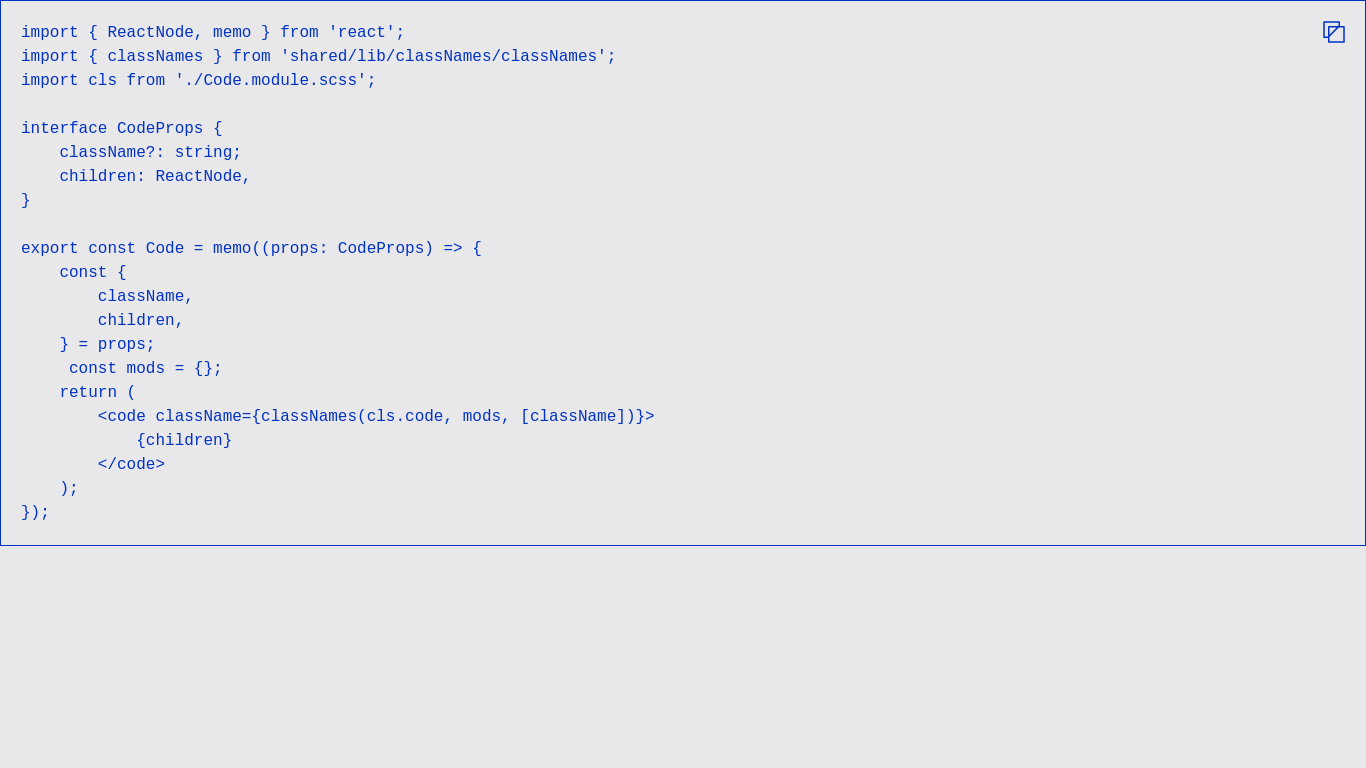 import { ReactNode, memo } from 'react';
import { classNames } from 'shared/lib/classNames/classNames';
import cls from './Code.module.scss';

interface CodeProps {
    className?: string;
    children: ReactNode,
}

export const Code = memo((props: CodeProps) => {
    const {
        className,
        children,
    } = props;
     const mods = {};
    return (
        <code className={classNames(cls.code, mods, [className])}>
            {children}
        </code>
    );
});